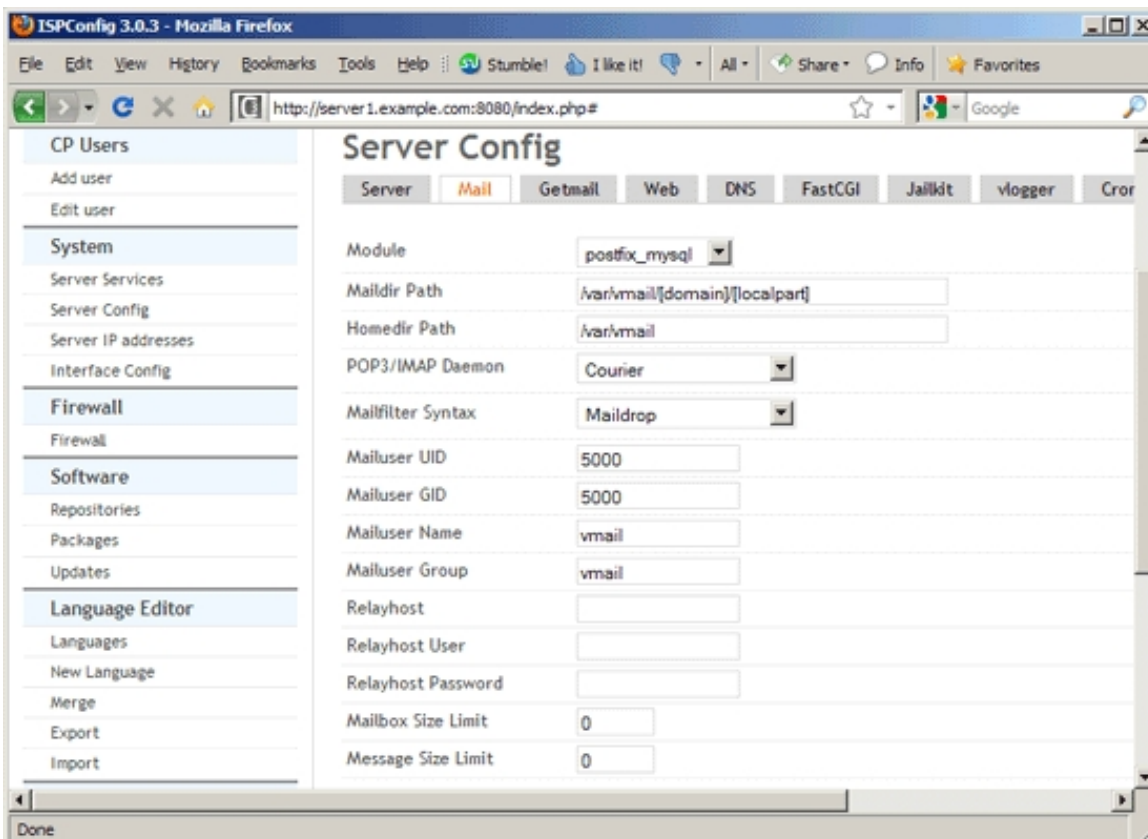 ISPConfig 3.0.3 - Mozilla Firefox
File Edit View History Bookmarks Tools Help Stumble! I like it! All Share Info Favorites
http://server1.example.com:8080/index.php# Google
CP Users
Add user
Edit user
System
Server Services
Server Config
Server IP addresses
Interface Config
Firewall
Firewall
Software
Repositories
Packages
Updates
Language Editor
Languages
New Language
Merge
Export
Import
Server Config
Server Mail Getmail Web DNS FastCGI Jailkit vlogger Cron
Module postfix_mysql
Maildir Path /var/vmail/[domain]/[localpart]
Homedir Path /var/vmail
POP3/IMAP Daemon Courier
Mailfilter Syntax Maildrop
Mailuser UID 5000
Mailuser GID 5000
Mailuser Name vmail
Mailuser Group vmail
Relayhost
Relayhost User
Relayhost Password
Mailbox Size Limit 0
Message Size Limit 0
Done